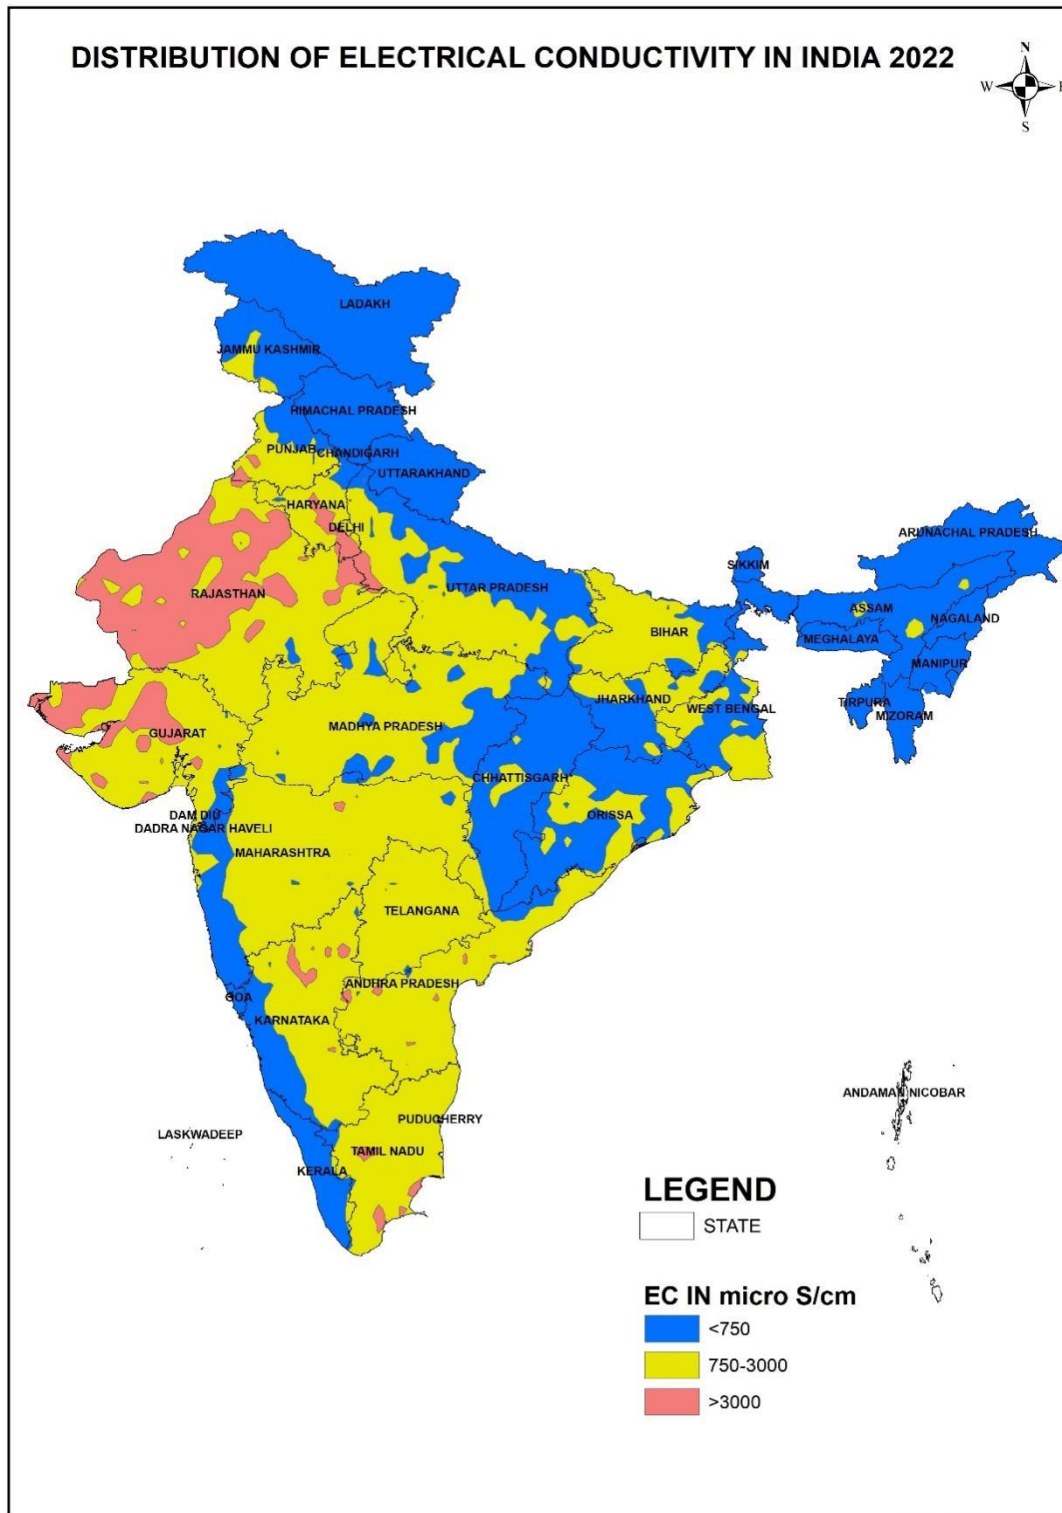 DISTRIBUTION OF ELECTRICAL CONDUCTIVITY IN INDIA 2022
N
W
E
S
LADAKH
JAMMU KASHMIR
HIMACHAL PRADESH
PUNJAB
CHANDIGARH
UTTARAKHAND
HARYANA
DELHI
ARUNACHAL PRADESH
SIKKIM
UTTAR PRADESH
RAJASTHAN
ASSAM
NAGALAND
BIHAR
MEGHALAYA
MANIPUR
JHARKHAND
TIRPURA
WEST BENGAL
MIZORAM
GUJARAT
MADHYA PRADESH
CHHATTISGARH
DAM DIU
DADRA NAGAR HAVELI
ORISSA
MAHARASHTRA
TELANGANA
ANDHRA PRADESH
GOA
KARNATAKA
ANDAMAN NICOBAR
PUDUCHERRY
LASKWADEEP
TAMIL NADU
KERALA
LEGEND
STATE
EC IN micro S/cm
<750
750-3000
>3000